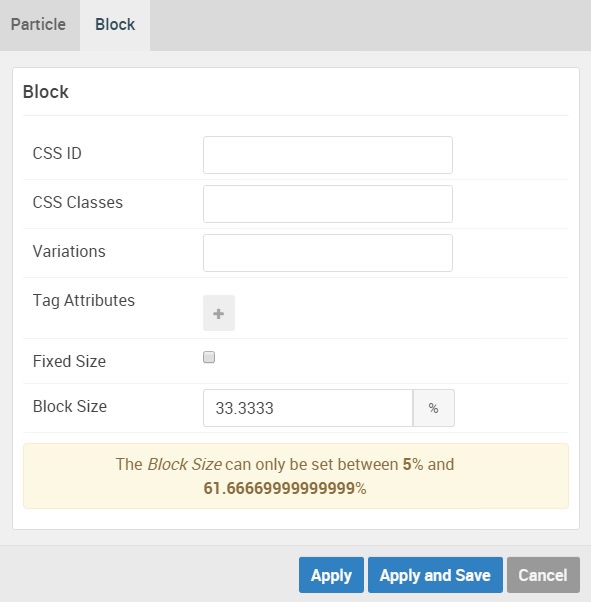 Particle Block
Block
CSS ID
CSS Classes
Variations
Tag Attributes
+
Fixed Size
Block Size 33.3333 %
The Block Size can only be set between 5% and
61.66669999999999%
Apply Apply and Save Cancel